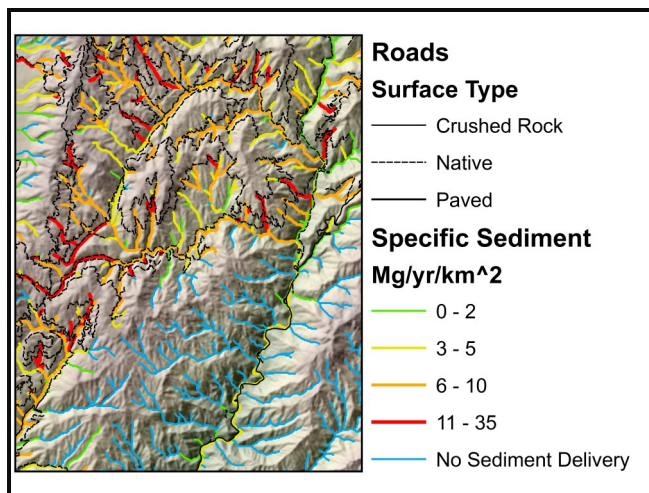 Roads
Surface Type
Crushed Rock
Native
Paved
Specific Sediment
Mg/yr/km^2
0 - 2
3 - 5
6 - 10
11 - 35
No Sediment Delivery